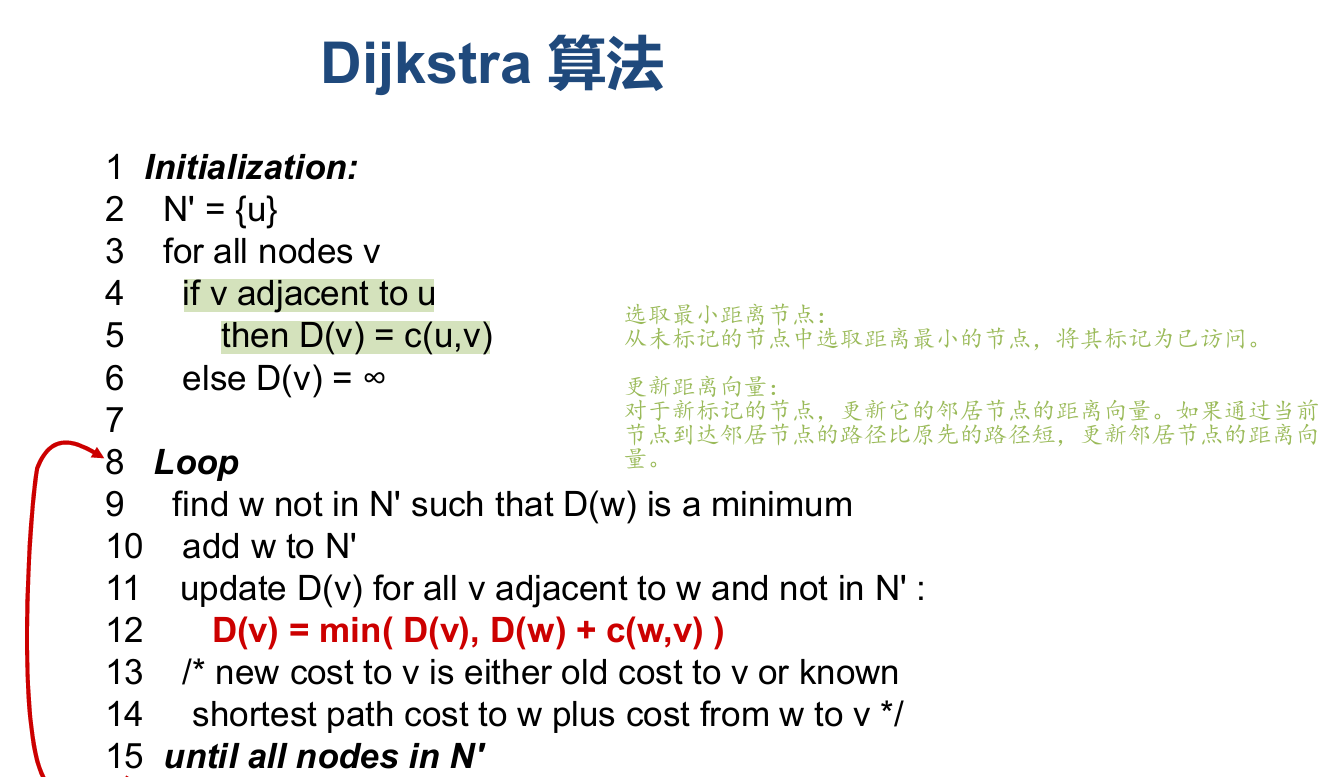 Dijkstra 算法
1 Initialization:
2 N' = {u}
3 for all nodes v
4 if v adjacent to u
5 then D(v) = c(u,v)
6 else D(v) = ∞
7
8 Loop
9 find w not in N' such that D(w) is a minimum
10 add w to N'
11 update D(v) for all v adjacent to w and not in N' :
12 D(v) = min( D(v), D(w) + c(w,v) )
13 /* new cost to v is either old cost to v or known
14 shortest path cost to w plus cost from w to v */
15 until all nodes in N'
选取最小距离节点：
从未标记的节点中选取距离最小的节点，将其标记为已访问。
更新距离向量：
对于新标记的节点，更新它的邻居节点的距离向量。如果通过当前
节点到达邻居节点的路径比原先的路径短，更新邻居节点的距离向
量。